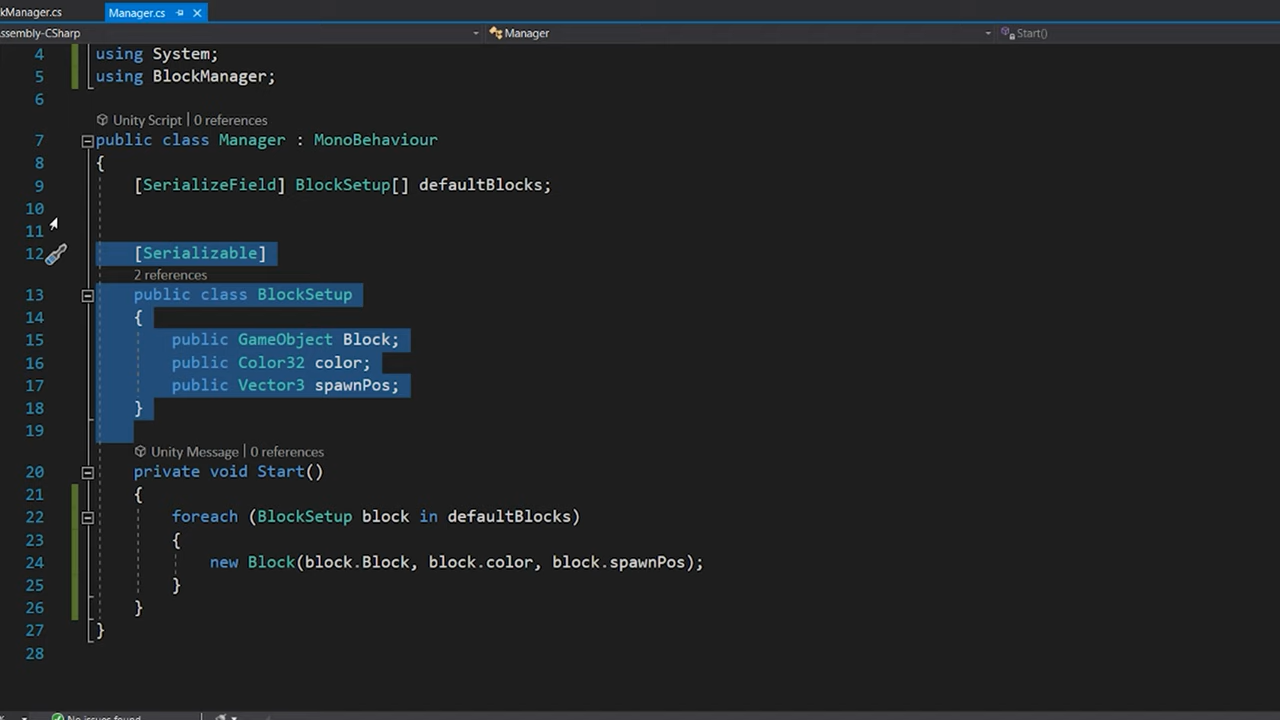 kManager.cs Manager.cs
ssembly-CSharp Manager Start()
4 using System;
5 using BlockManager;
6
Unity Script | 0 references
7 public class Manager : MonoBehaviour
8 {
9 [SerializeField] BlockSetup[] defaultBlocks;
10
11
12 [Serializable]
2 references
13 public class BlockSetup
14 {
15 public GameObject Block;
16 public Color32 color;
17 public Vector3 spawnPos;
18 }
19
Unity Message | 0 references
20 private void Start()
21 {
22 foreach (BlockSetup block in defaultBlocks)
23 {
24 new Block(block.Block, block.color, block.spawnPos);
25 }
26 }
27 }
28
No issues found